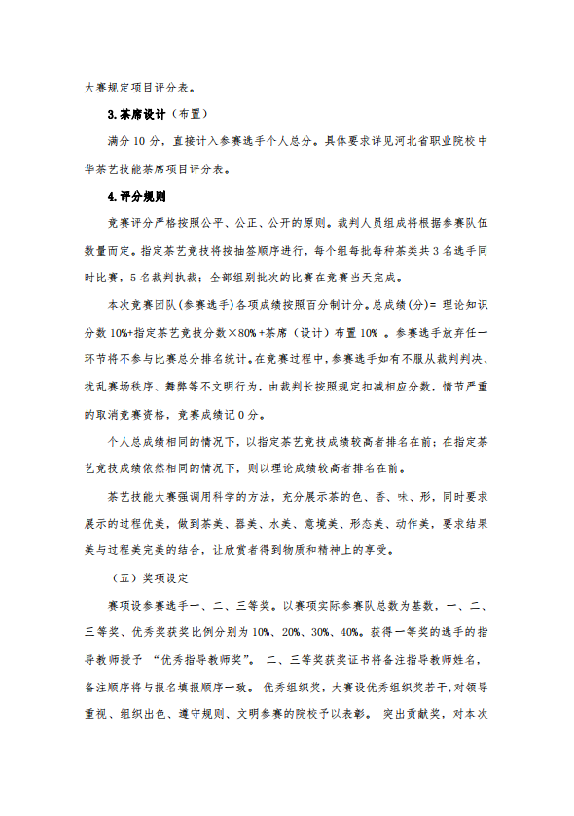 大赛规定项目评分表。
3.茶席设计（布置）
满分 10 分，直接计入参赛选手个人总分。具体要求详见河北省职业院校中
华茶艺技能茶席项目评分表。
4.评分规则
竞赛评分严格按照公平、公正、公开的原则。裁判人员组成将根据参赛队伍
数量而定。指定茶艺竞技将按抽签顺序进行，每个组每批每种茶类共 3 名选手同
时比赛，5 名裁判执裁；全部组别批次的比赛在竞赛当天完成。
本次竞赛团队(参赛选手)各项成绩按照百分制计分。总成绩(分)= 理论知识
分数 10%+指定茶艺竞技分数×80% +茶席（设计）布置 10% 。参赛选手放弃任一
环节将不参与比赛总分排名统计。在竞赛过程中,参赛选手如有不服从裁判判决、
扰乱赛场秩序、舞弊等不文明行为，由裁判长按照规定扣减相应分数，情节严重
的取消竞赛资格，竞赛成绩记 0 分。
个人总成绩相同的情况下，以指定茶艺竞技成绩较高者排名在前；在指定茶
艺竞技成绩依然相同的情况下，则以理论成绩较高者排名在前。
茶艺技能大赛强调用科学的方法，充分展示茶的色、香、味、形，同时要求
展示的过程优美，做到茶美、器美、水美、意境美、形态美、动作美，要求结果
美与过程美完美的结合，让欣赏者得到物质和精神上的享受。
（五）奖项设定
赛项设参赛选手一、二、三等奖。以赛项实际参赛队总数为基数，一、二、
三等奖、优秀奖获奖比例分别为 10%、20%、30%、40%。获得一等奖的选手的指
导教师授予 “优秀指导教师奖”。 二、三等奖获奖证书将备注指导教师姓名，
备注顺序将与报名填报顺序一致。 优秀组织奖，大赛设优秀组织奖若干,对领导
重视、组织出色、遵守规则、文明参赛的院校予以表彰。 突出贡献奖，对本次